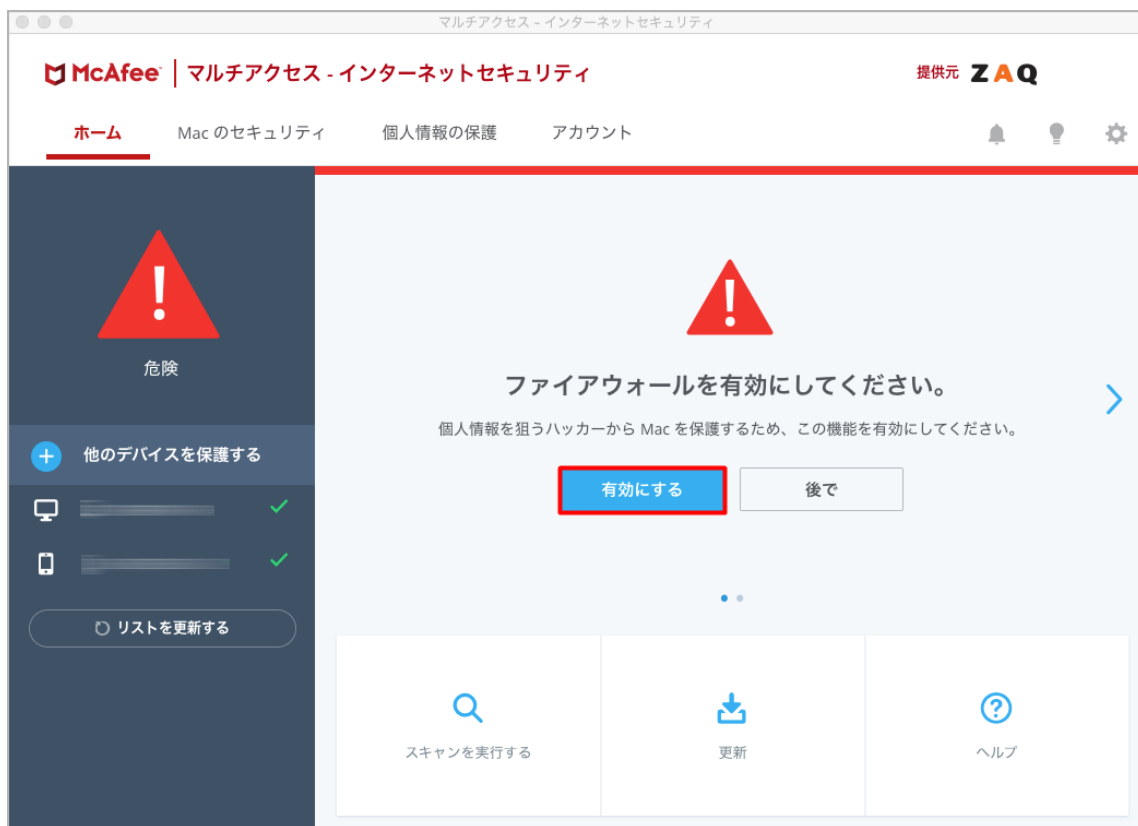 マルチアクセス - インターネットセキュリティ
McAfee マルチアクセス - インターネットセキュリティ
提供元 ZAQ
ホーム Mac のセキュリティ 個人情報の保護 アカウント
危険
他のデバイスを保護する
リストを更新する
ファイアウォールを有効にしてください。
個人情報を狙うハッカーから Mac を保護するため、この機能を有効にしてください。
有効にする 後で
スキャンを実行する 更新 ヘルプ